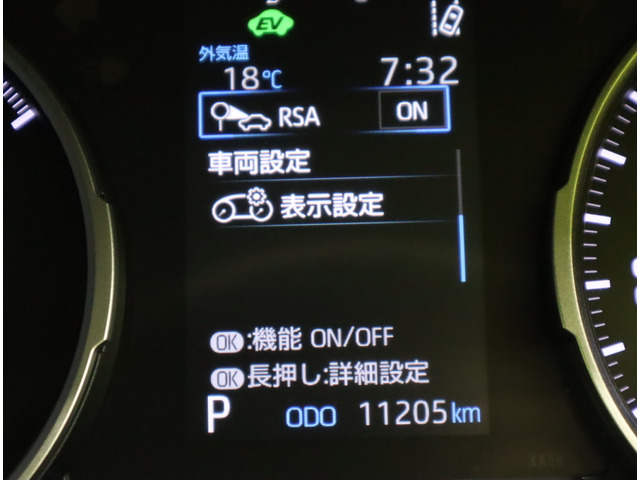 EV
外気温
18℃ 7:32
RSA ON
車両設定
表示設定
OK:機能 ON/OFF
OK長押し:詳細設定
P ODO 11205km